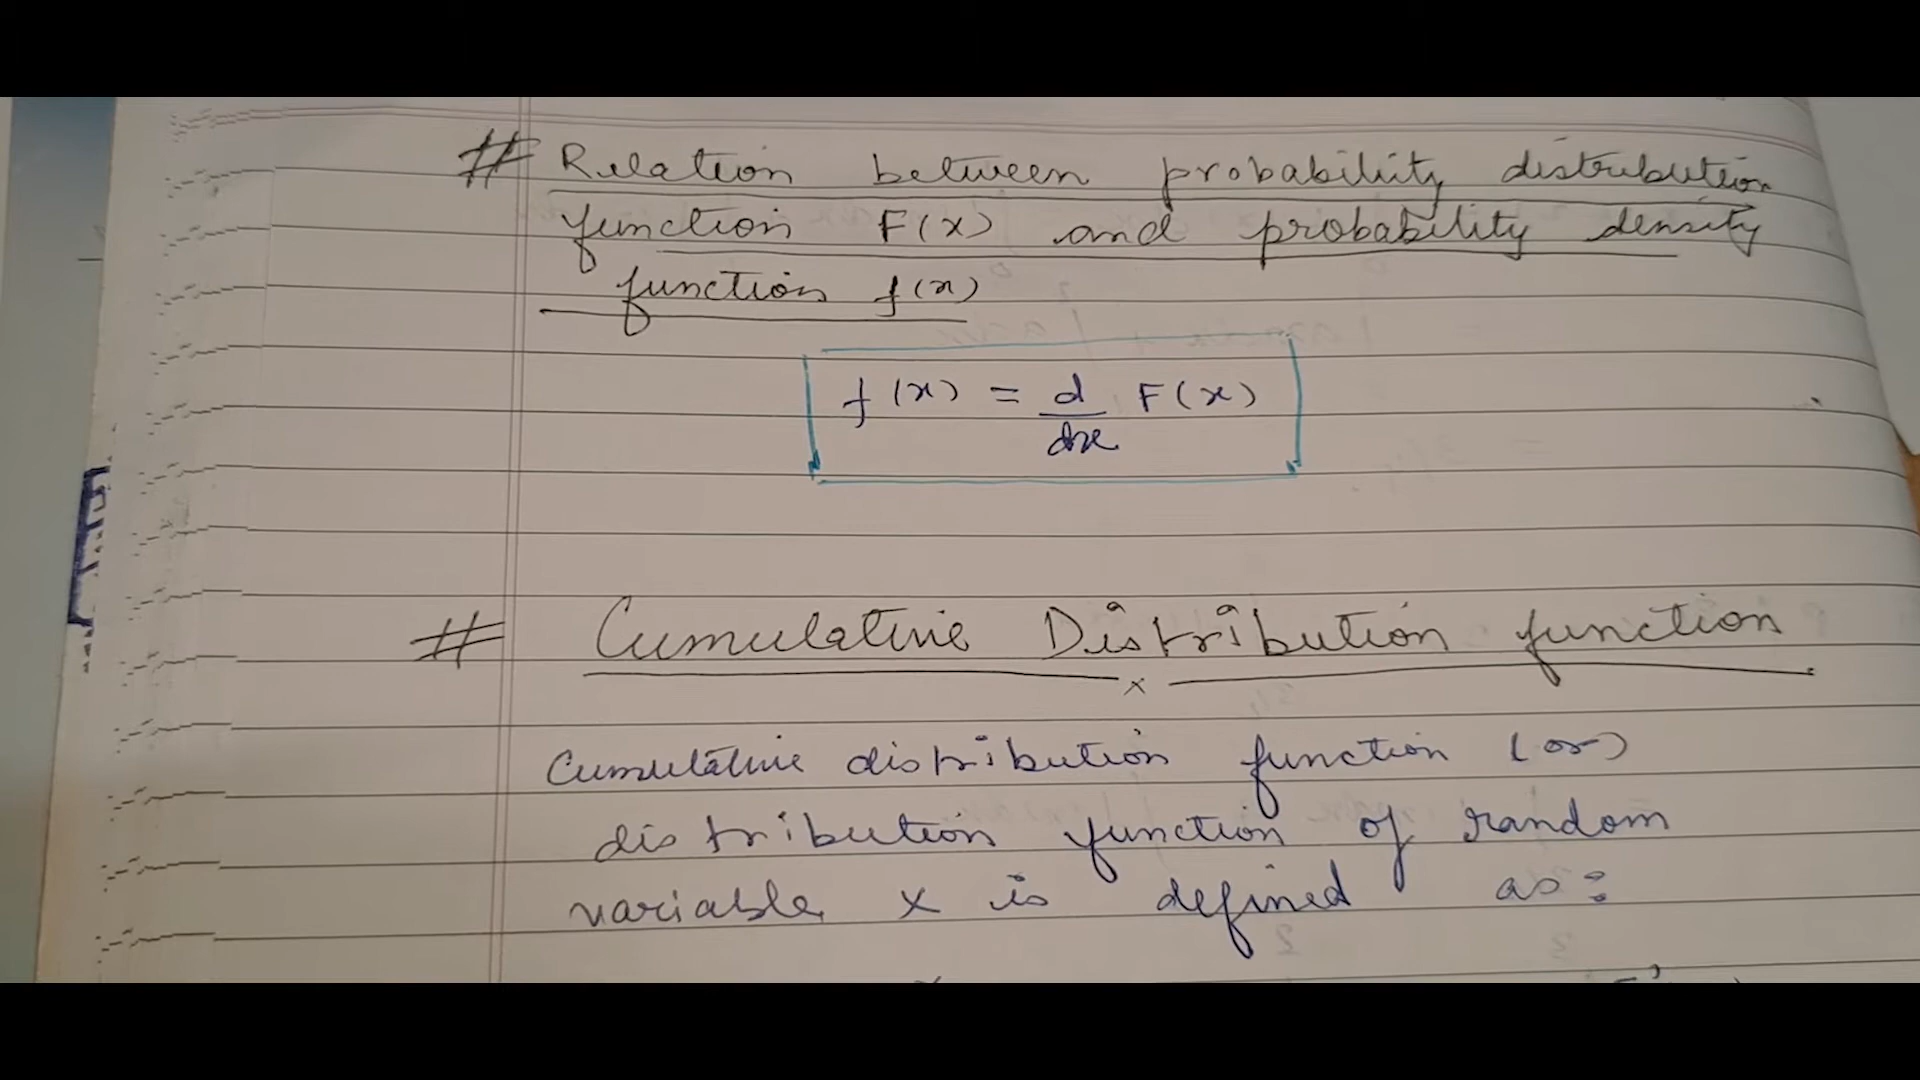 # Relation between probability distribution
function F(x) and probability density
function f(x)
f(x) = d/dx F(x)
# Cumulative Distribution function
Cumulative distribution function (or)
distribution function of random
variable X is defined as: